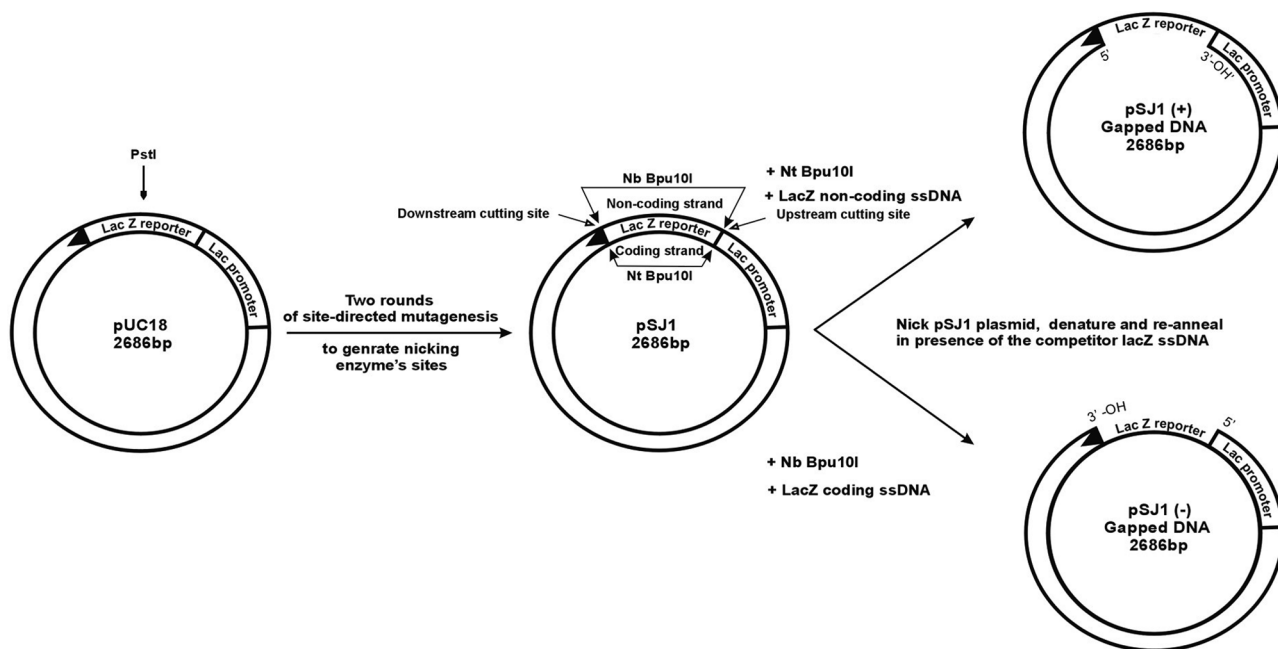 PstI
Lac Z reporter
Lac promoter
pUC18
2686bp
Two rounds
of site-directed mutagenesis
to genrate nicking
enzyme's sites
Nb Bpu10I
Non-coding strand
Downstream cutting site
Upstream cutting site
Lac Z reporter
Coding strand
Nt Bpu10I
Lac promoter
pSJ1
2686bp
+ Nt Bpu10I
+ LacZ non-coding ssDNA
Nick pSJ1 plasmid, denature and re-anneal
in presence of the competitor lacZ ssDNA
+ Nb Bpu10I
+ LacZ coding ssDNA
Lac Z reporter
Lac promoter
5'
3'-OH'
pSJ1 (+)
Gapped DNA
2686bp
3' -OH
Lac Z reporter
5'
Lac promoter
pSJ1 (-)
Gapped DNA
2686bp